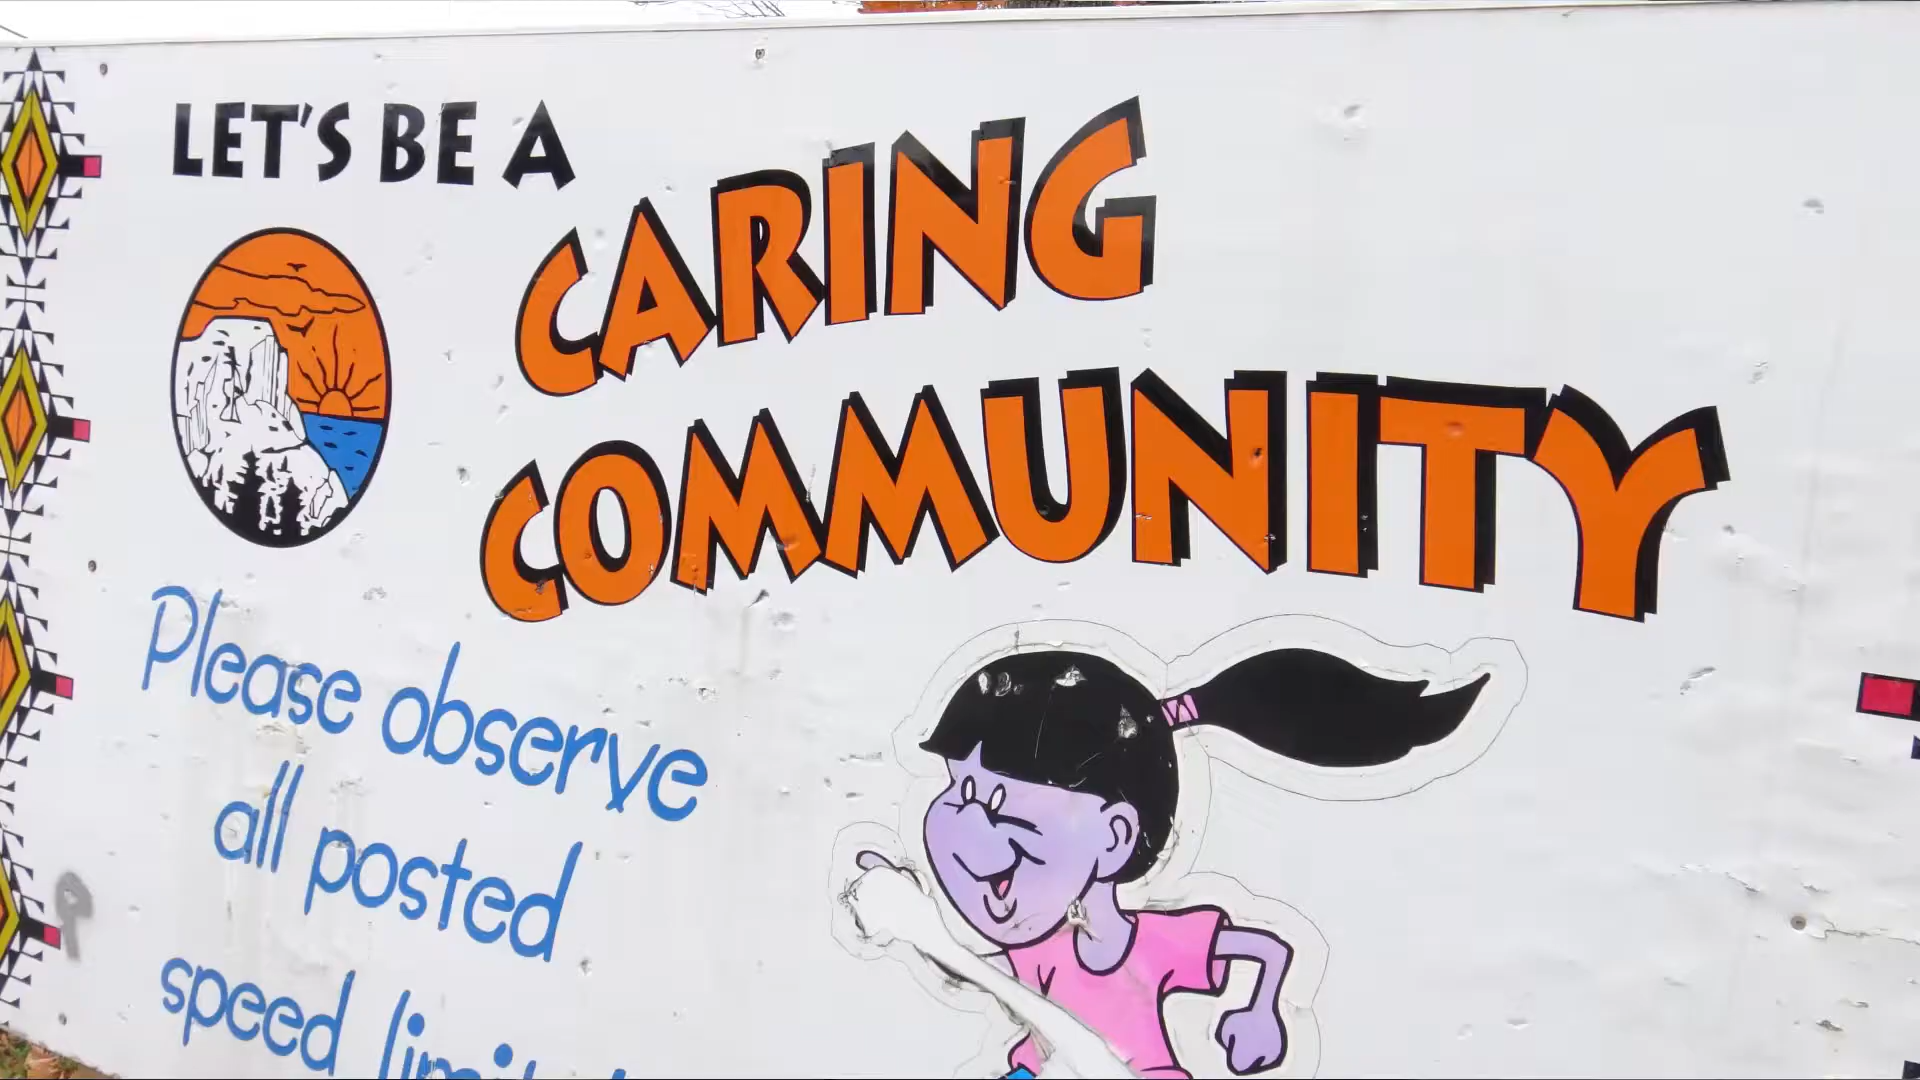 LET'S BE A
CARING
COMMUNITY
Please observe
all posted
speed